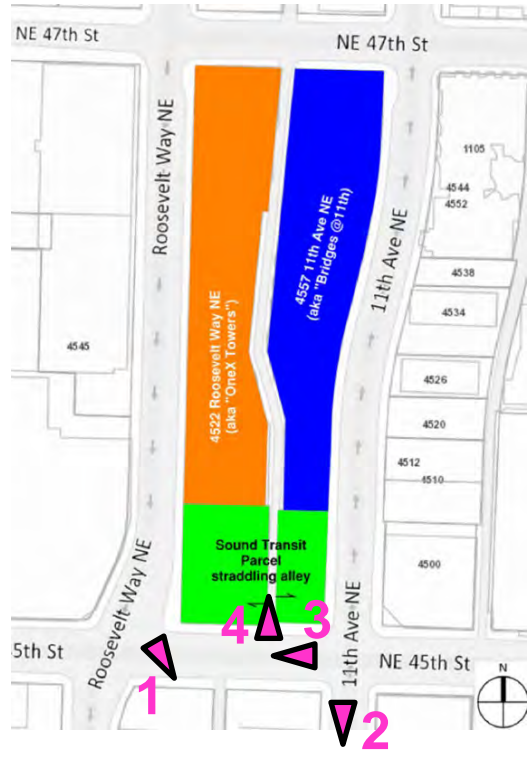 NE 47th St
NE 47th St
Roosevelt Way NE
11th Ave NE
1105
4544
4552
4538
4534
4526
4520
4512
4510
4500
4545
4522 Roosevelt Way NE
(aka "OneX Towers")
4557 11th Ave NE
(aka "Bridges @11th)
Sound Transit
Parcel
straddling alley
4
3
Roosevelt Way NE
11th Ave NE
5th St
NE 45th St
1
2
N